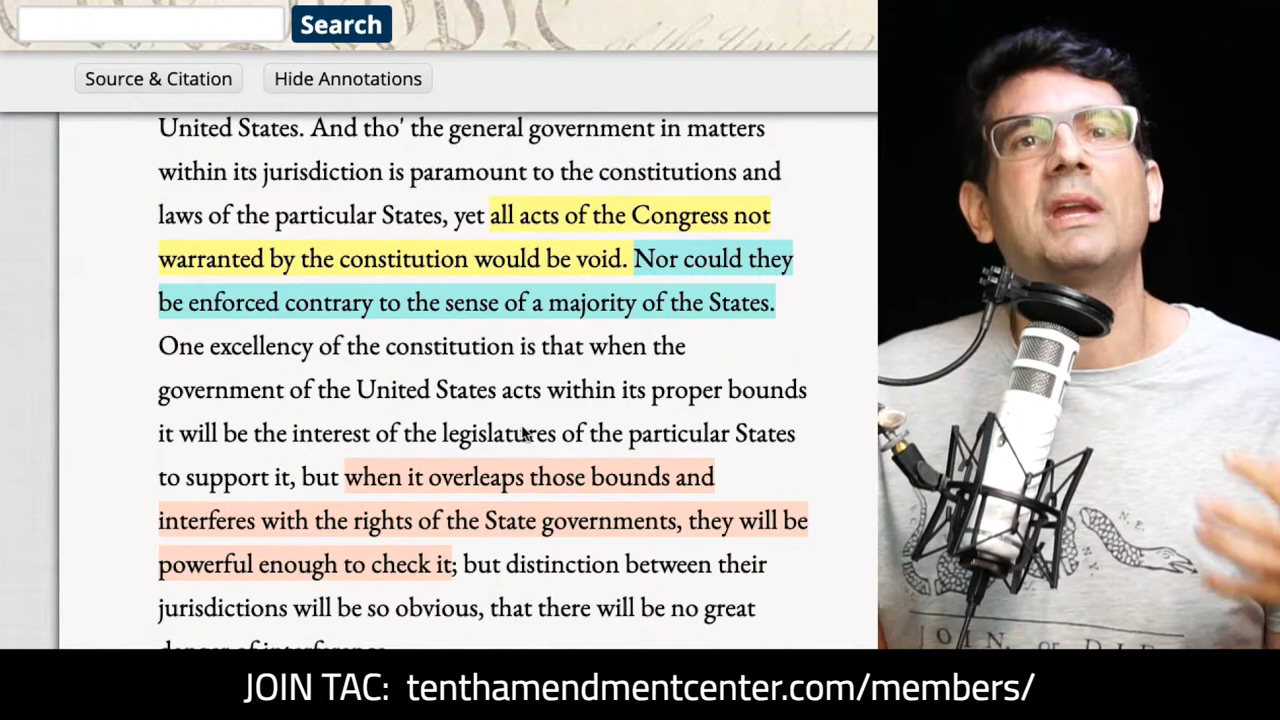 Search
Source & Citation
Hide Annotations
United States. And tho' the general government in matters
within its jurisdiction is paramount to the constitutions and
laws of the particular States, yet all acts of the Congress not
warranted by the constitution would be void. Nor could they
be enforced contrary to the sense of a majority of the States.
One excellency of the constitution is that when the
government of the United States acts within its proper bounds
it will be the interest of the legislatures of the particular States
to support it, but when it overleaps those bounds and
interferes with the rights of the State governments, they will be
powerful enough to check it; but distinction between their
jurisdictions will be so obvious, that there will be no great
danger of interference.
N.E.
N.Y.
JOIN, or DIE
JOIN TAC: tenthamendmentcenter.com/members/